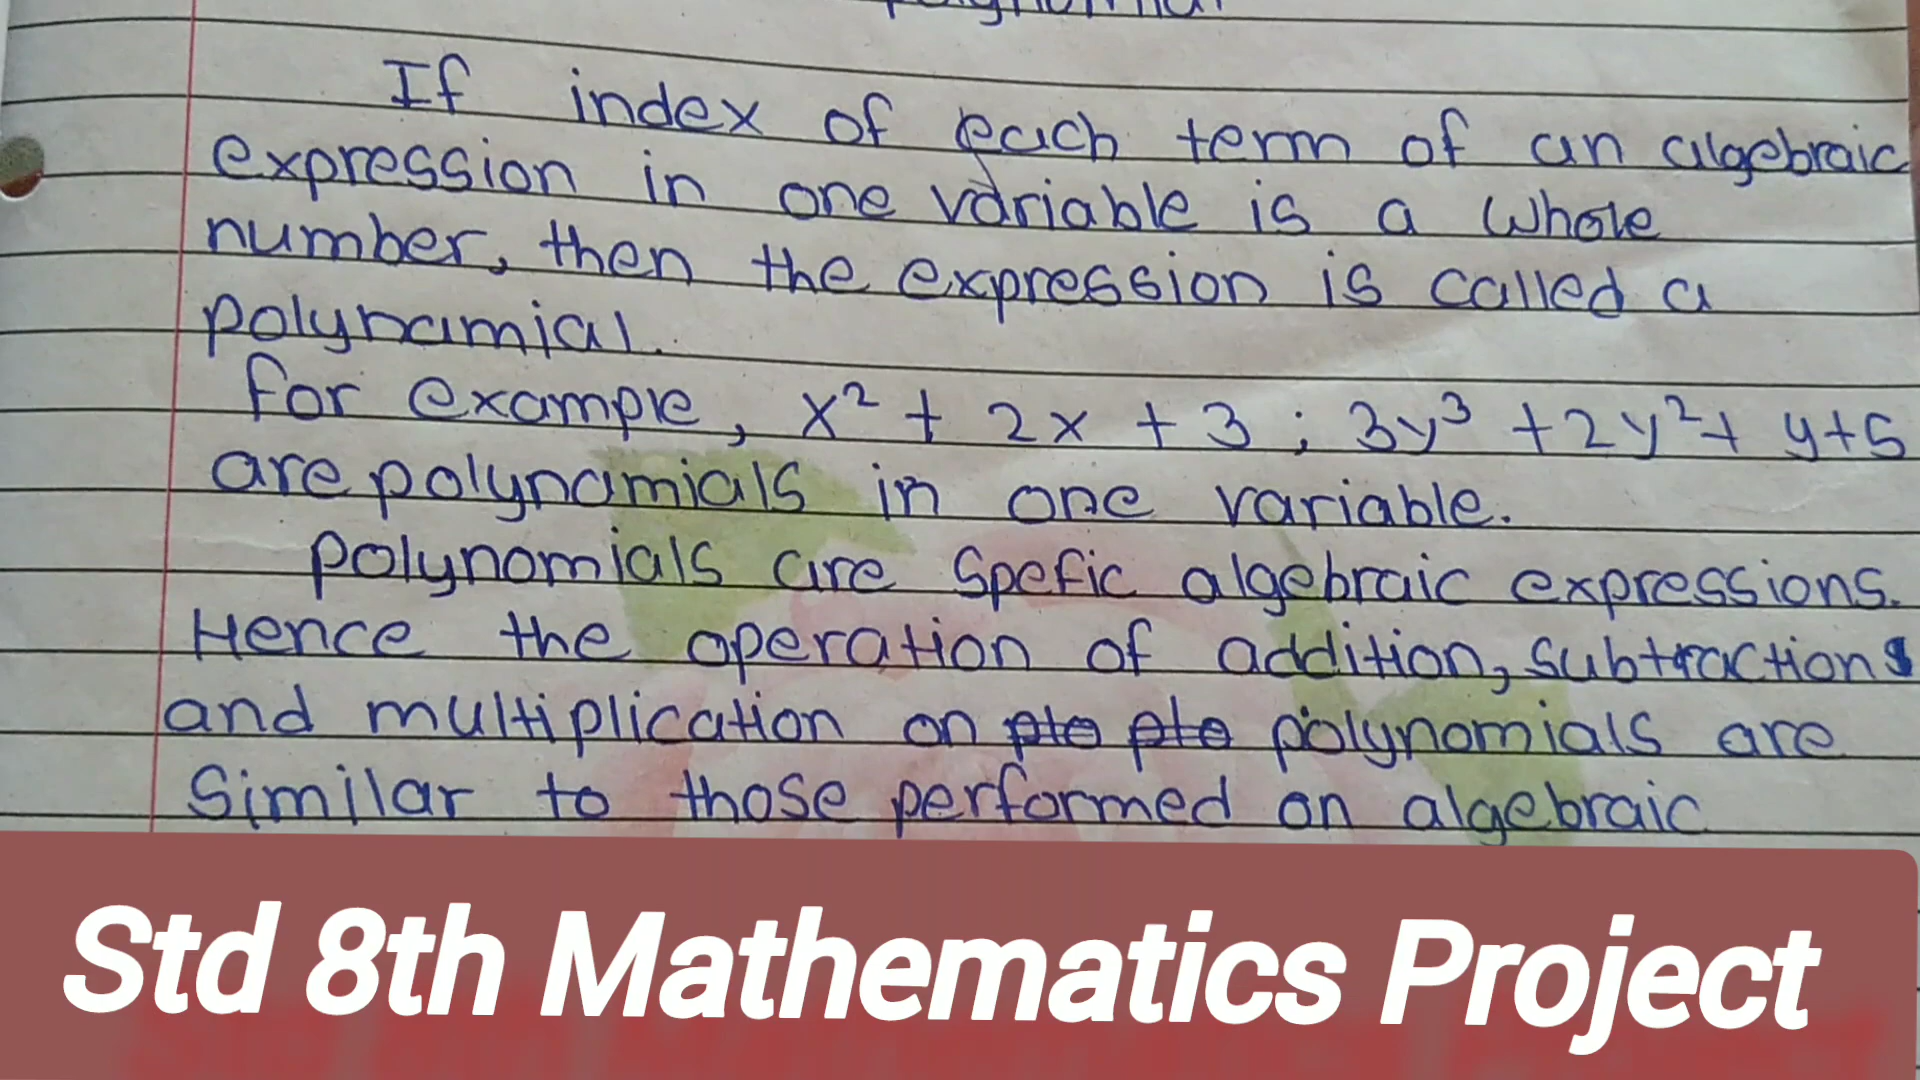 polynomial
If index of each term of an algebraic
expression in one variable is a whole
number, then the expression is called a
polynamial.
for example, x² + 2x + 3 ; 3y³ + 2y² + y+5
are polynamials in one variable.
polynomials are spefic algebraic expressions.
Hence the operation of addition, subtractions
and multiplication on pto pto polynomials are
similar to those performed on algebraic
Std 8th Mathematics Project